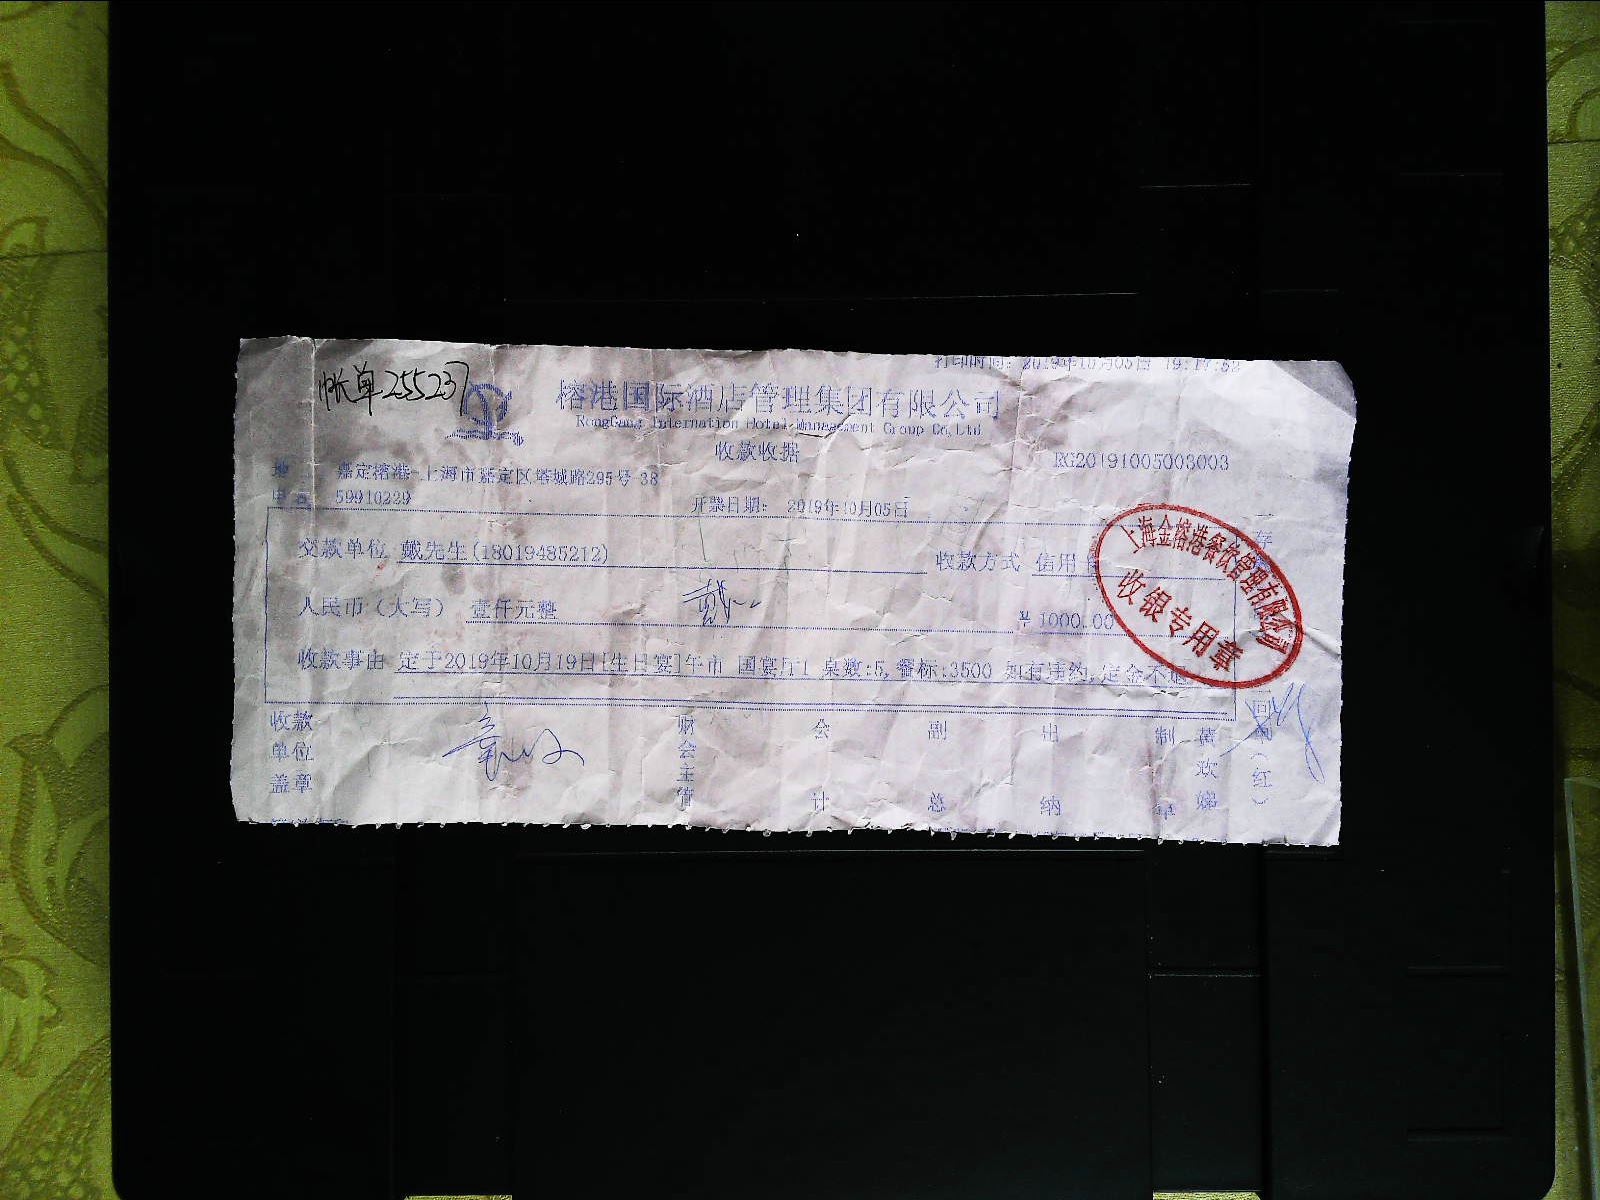 打印时间: 2019年10月05日 19:17:52
帐单255237
榕港国际酒店管理集团有限公司
RongGang Internation Hotel Management Group Co,Ltd
收款收据
RG20191005003003
地 嘉定榕港-上海市嘉定区塔城路295号 38
电 59910229
开票日期: 2019年10月05日
交款单位 戴先生(18019485212)
收款方式 信用
人民币（大写） 壹仟元整
¥ 1000.00
收款事由 定于2019年10月19日[生日宴]午市 国宴厅1 桌数:5,餐标:3500 如有违约,定金不
上海金榕港餐饮管理有限公司
收银专用章
收款单位盖章
财会主管
会计
副总
出纳
制单
黄欢娣
（红）